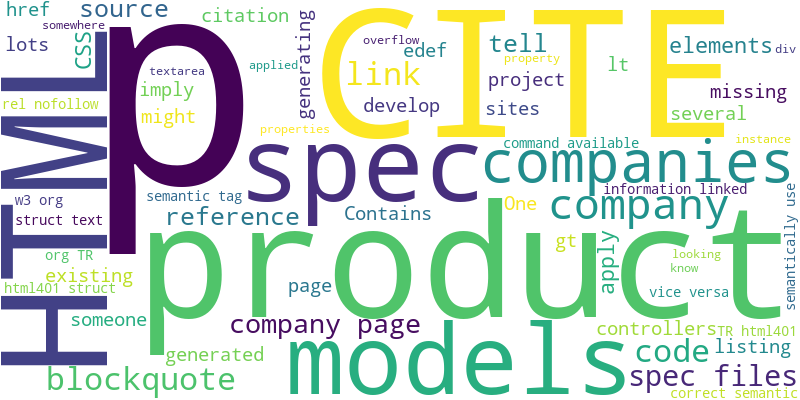 href
source
citation
somewhere
lots
CSS
HTML
p
CITE
textarea
applied
imply
might
rel nofollow
generating
properties
overflow
edef
link
tell
property
develop
project
sites
elements
div
lt
missing
several
spec
companies
command available
instance
w3 org
semantic tag
struct text
reference
Contains
One
company
information linked
semantically use
product
org TR
existing
html401 struct
page
gt
apply
looking
know
vice versa
someone
company page
generated
models
controllers
TR html401
code
listing
blockquote
spec files
correct semantic